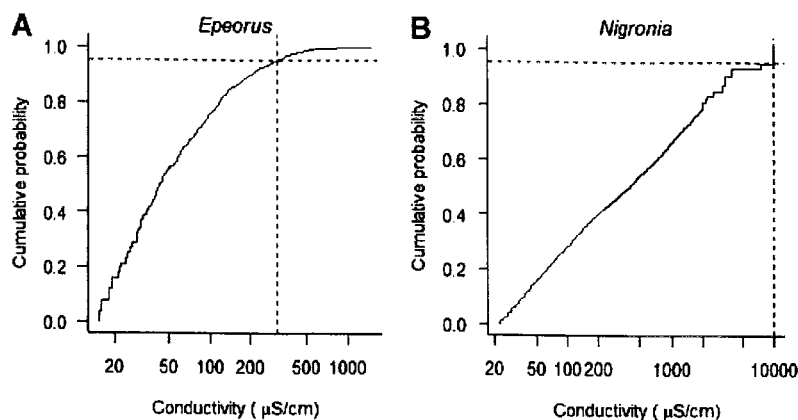 A
Epeorus
Cumulative probability
1.0
0.8
0.6
0.4
0.2
0.0
20 50 100 200 500 1000
Conductivity ( µS/cm)
B
Nigronia
Cumulative probability
1.0
0.8
0.6
0.4
0.2
0.0
20 50 100 200 1000 10000
Conductivity ( µS/cm)